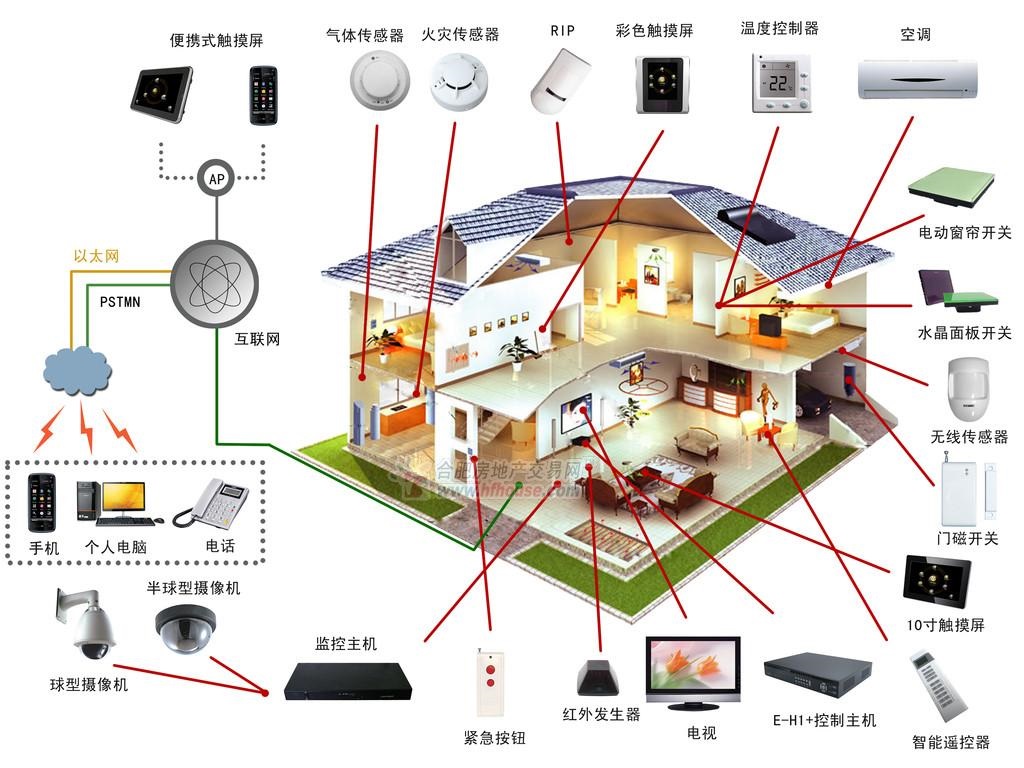 便携式触摸屏
气体传感器
火灾传感器
RIP
彩色触摸屏
温度控制器
空调
22
AP
电动窗帘开关
以太网
PSTMN
互联网
水晶面板开关
无线传感器
合肥房地产交易网
www.hfhouse.com
门磁开关
手机
个人电脑
电话
半球型摄像机
10寸触摸屏
球型摄像机
监控主机
紧急按钮
红外发生器
电视
E-H1+控制主机
智能遥控器